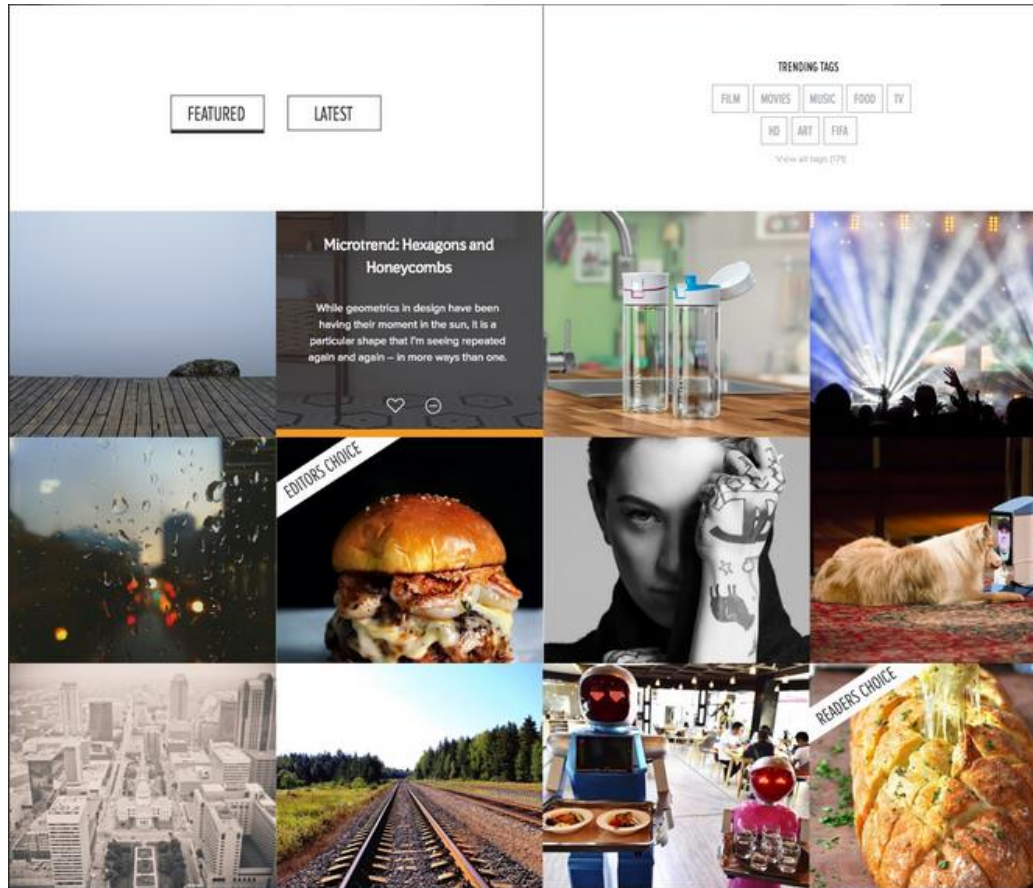 FEATURED
LATEST
TRENDING TAGS
FILM
MOVIES
MUSIC
FOOD
TV
HD
ART
FIFA
View all tags (171)
Microtrend: Hexagons and
Honeycombs
While geometrics in design have been
having their moment in the sun, it is a
particular shape that I'm seeing repeated
again and again – in more ways than one.
EDITORS CHOICE
READERS CHOICE